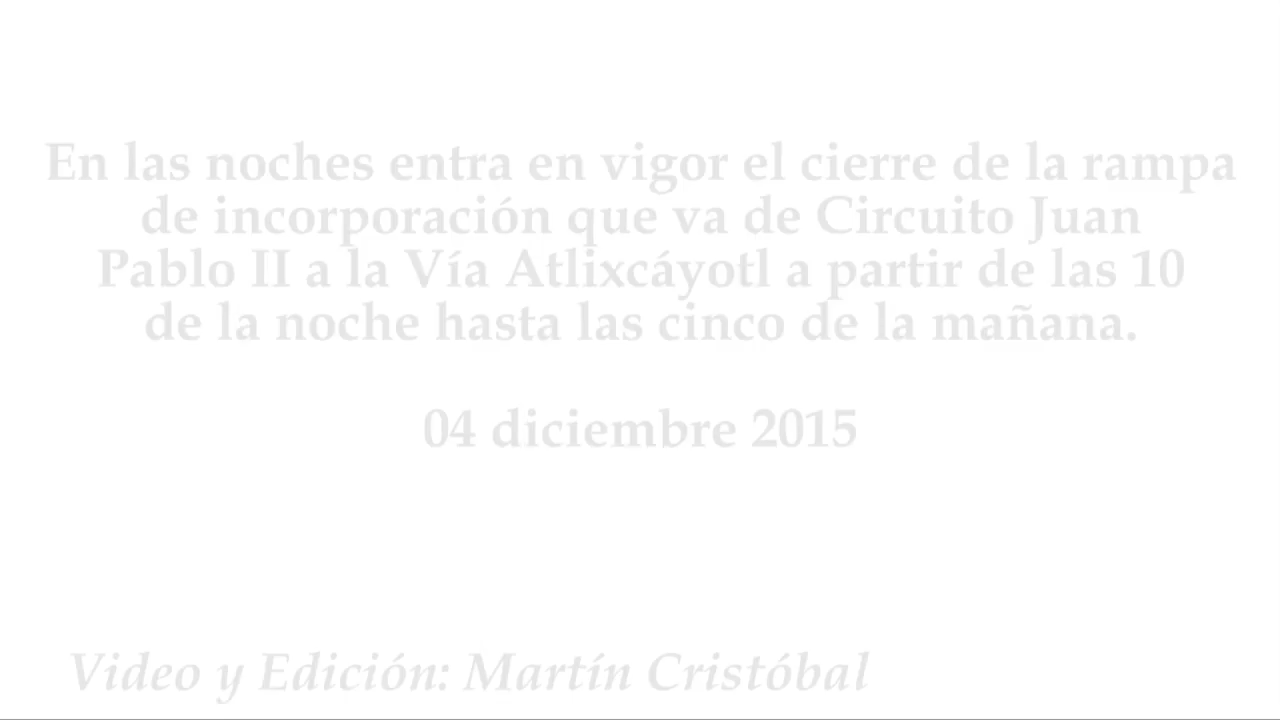 En las noches entra en vigor el cierre de la rampa
de incorporación que va de Circuito Juan
Pablo II a la Vía Atlixcáyotl a partir de las 10
de la noche hasta las cinco de la mañana.
04 diciembre 2015
Video y Edición: Martín Cristóbal